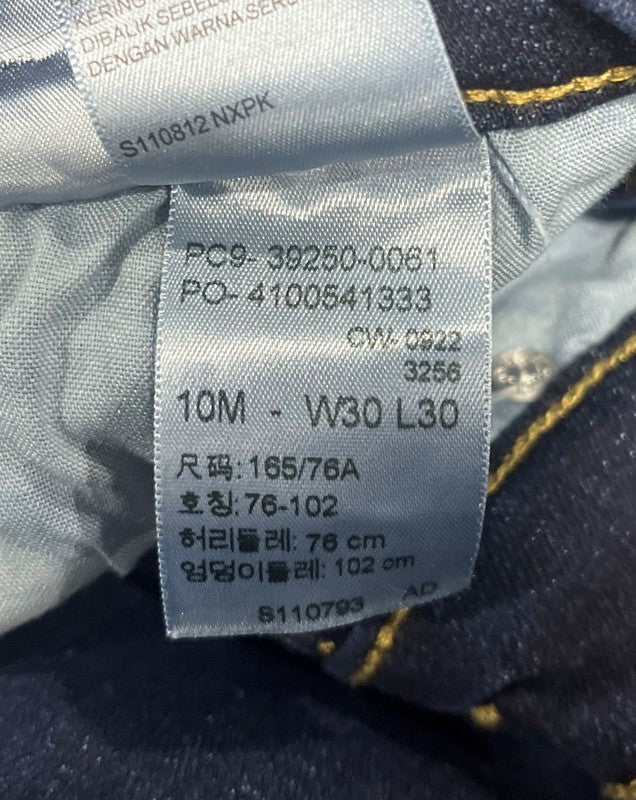 KERING
DIBALIK SEBEL
DENGAN WARNA SER
S110812 NXPK
PC9- 39250-0061
PO- 4100541333
CW- 0922
3256
10M - W30 L30
尺码: 165/76A
호칭: 76-102
허리둘레: 76 cm
엉덩이둘레: 102 cm
S110793 AD